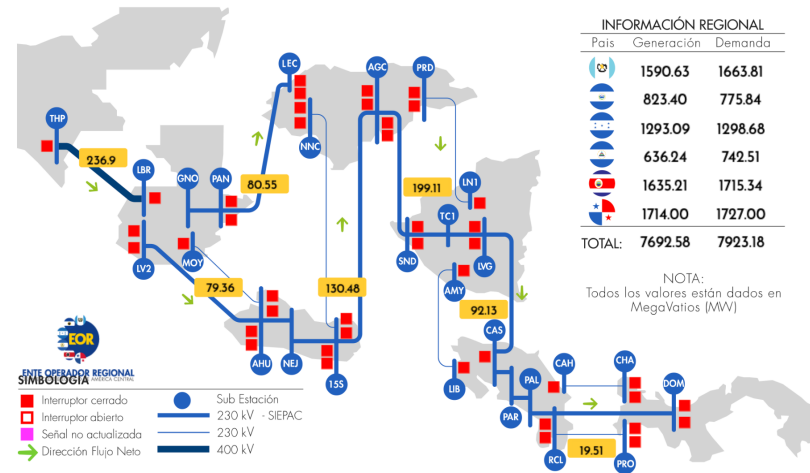 INFORMACIÓN REGIONAL
Pais Generación Demanda
1590.63 1663.81
823.40 775.84
1293.09 1298.68
636.24 742.51
1635.21 1715.34
1714.00 1727.00
TOTAL: 7692.58 7923.18
NOTA:
Todos los valores están dados en
MegaVatios (MW)
LEC
AGC
PRD
THP
NNC
236.9
LBR
GNO
PAN
80.55
199.11
LN1
TC1
LV2
MOY
SND
LVG
79.36
130.48
AMY
92.13
CAS
AHU
NEJ
15S
LIB
CAH
CHA
PAL
DOM
PAR
19.51
RCL
PRO
EOR
ENTE OPERADOR REGIONAL
AMÉRICA CENTRAL
SIMBOLOGÍA
Interruptor cerrado
Interruptor abierto
Señal no actualizada
Dirección Flujo Neto
Sub Estación
230 kV - SIEPAC
230 kV
400 kV